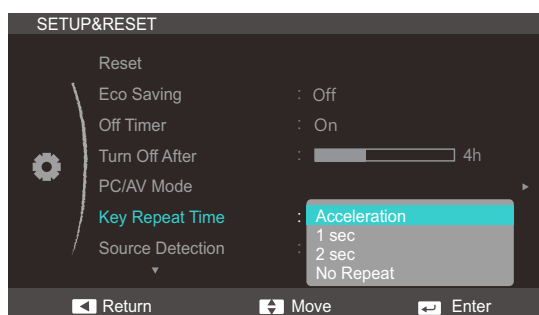 SETUP&RESET
Reset
Eco Saving : Off
Off Timer : On
Turn Off After : 4h
PC/AV Mode
Key Repeat Time : Acceleration
1 sec
Source Detection : 2 sec
No Repeat
Return Move Enter